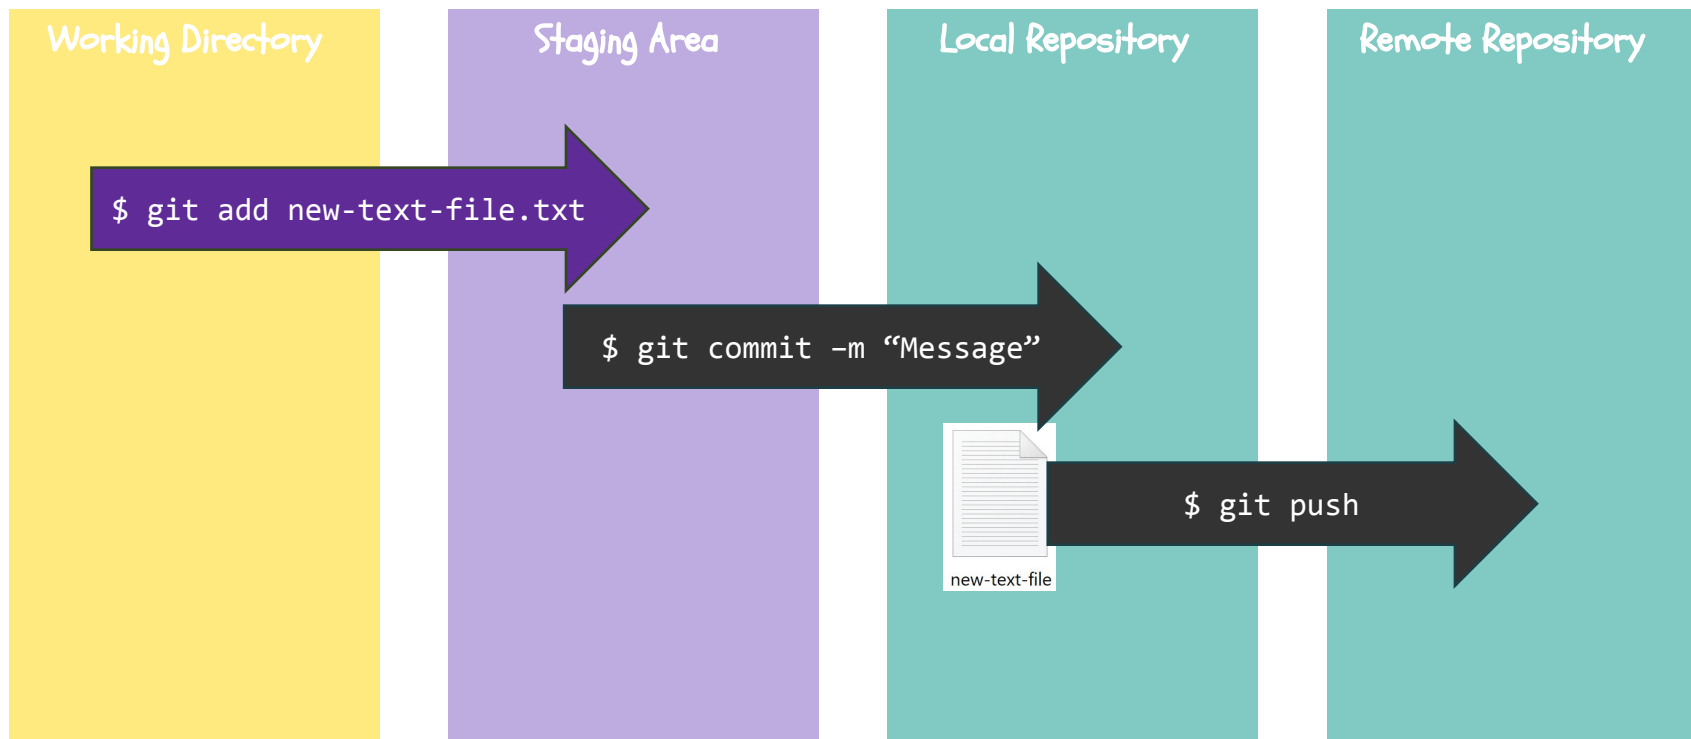 Working Directory
Staging Area
Local Repository
Remote Repository
$ git add new-text-file.txt
$ git commit –m “Message”
$ git push
new-text-file